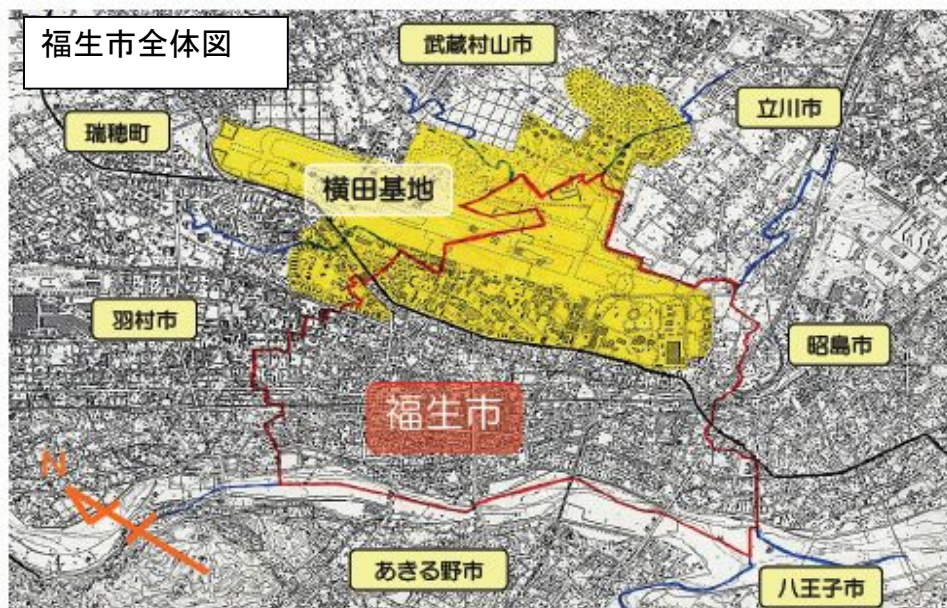 福生市全体図
武蔵村山市
立川市
瑞穂町
横田基地
羽村市
昭島市
福生市
N
あきる野市
八王子市